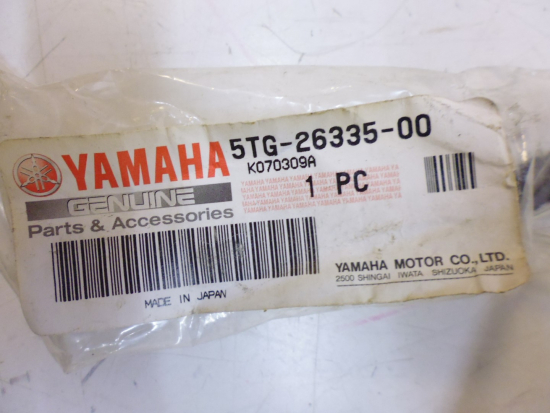 YAMAHA
GENUINE
Parts & Accessories
5TG-26335-00
K070309A
1 PC
MADE IN JAPAN
YAMAHA MOTOR CO.,LTD.
2500 SHINGAI IWATA SHIZUOKA JAPAN